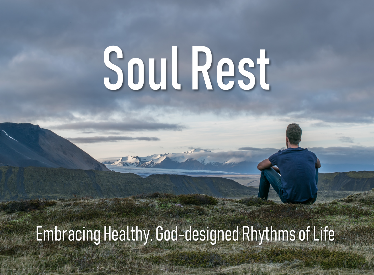 Soul Rest
Embracing Healthy, God-designed Rhythms of Life